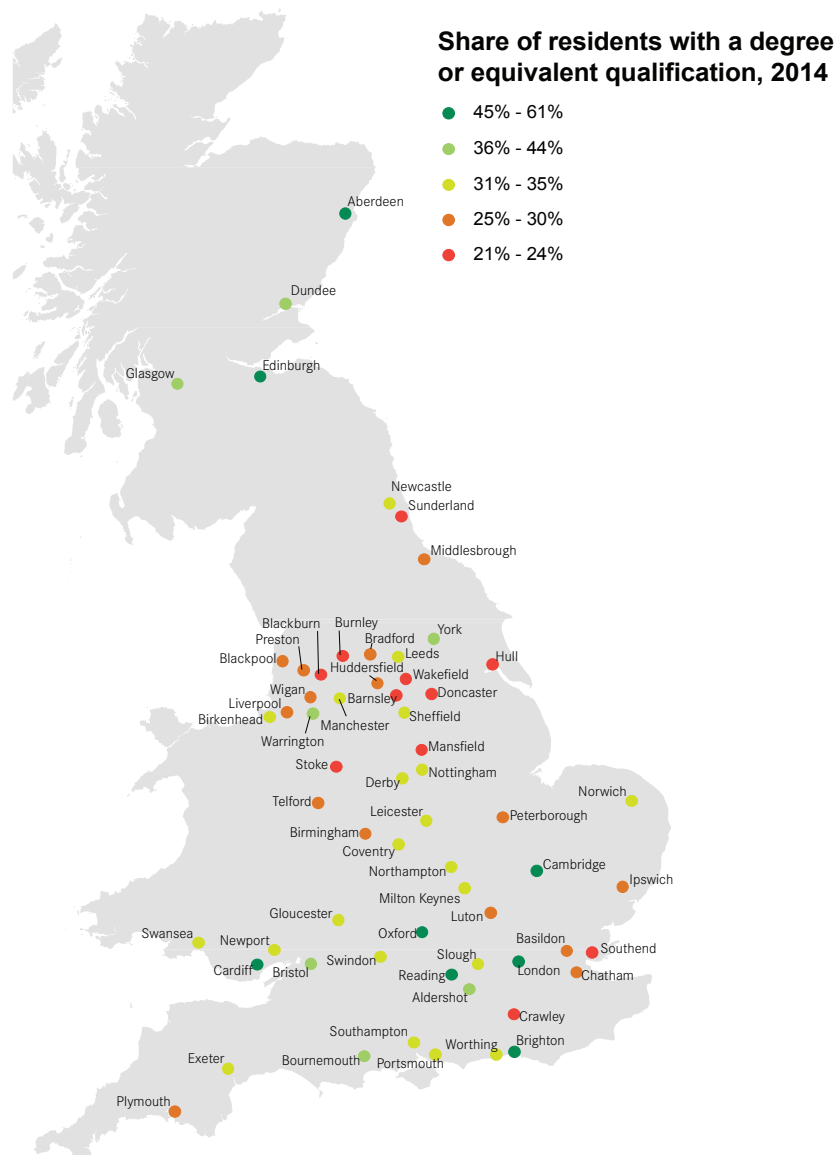 Share of residents with a degree
or equivalent qualification, 2014
45% - 61%
36% - 44%
31% - 35%
25% - 30%
21% - 24%
Aberdeen
Dundee
Edinburgh
Glasgow
Newcastle
Sunderland
Middlesbrough
Blackburn
Burnley
Preston
Bradford
York
Blackpool
Huddersfield
Leeds
Hull
Wakefield
Wigan
Barnsley
Doncaster
Liverpool
Birkenhead
Manchester
Sheffield
Warrington
Mansfield
Stoke
Nottingham
Derby
Norwich
Telford
Leicester
Peterborough
Birmingham
Coventry
Cambridge
Northampton
Ipswich
Milton Keynes
Gloucester
Luton
Swansea
Oxford
Newport
Basildon
Southend
Slough
Swindon
Cardiff
Bristol
Reading
London
Chatham
Aldershot
Crawley
Southampton
Brighton
Worthing
Exeter
Bournemouth
Portsmouth
Plymouth